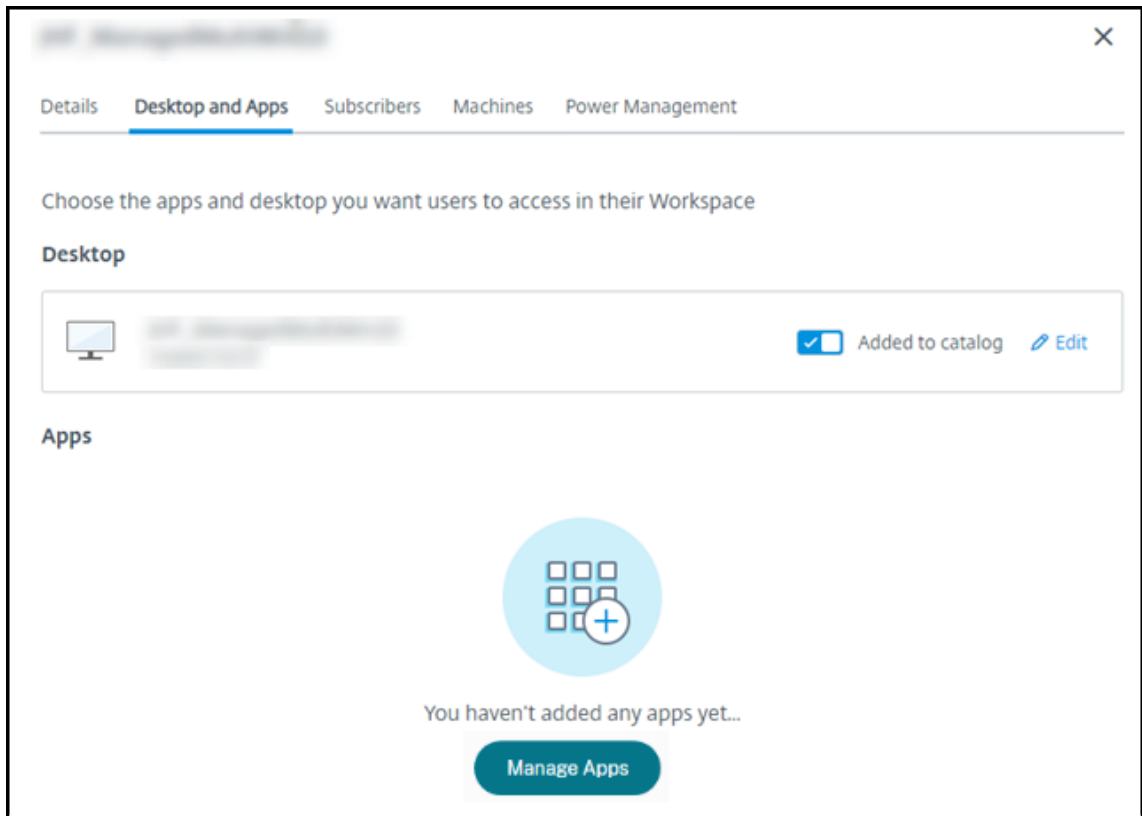 Details Desktop and Apps Subscribers Machines Power Management
Choose the apps and desktop you want users to access in their Workspace
Desktop
Added to catalog Edit
Apps
You haven't added any apps yet...
Manage Apps